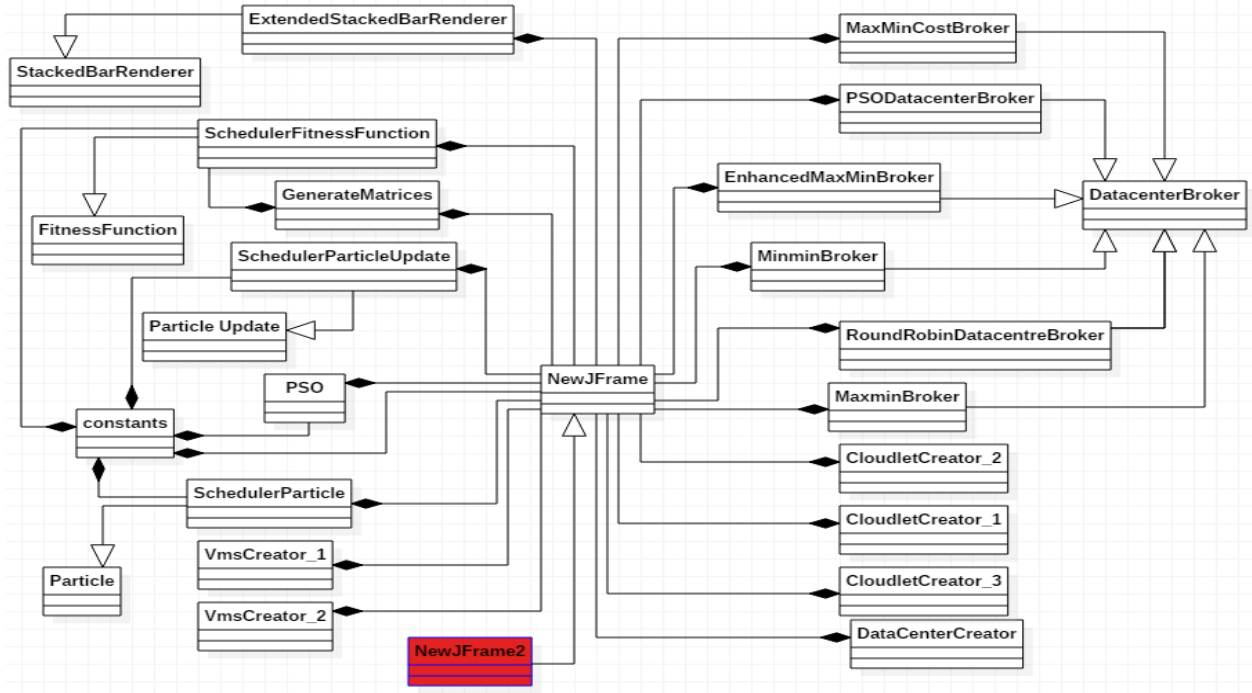 ExtendedStackedBarRenderer
MaxMinCostBroker
StackedBarRenderer
PSODatacenterBroker
SchedulerFitnessFunction
EnhancedMaxMinBroker
GenerateMatrices
DatacenterBroker
FitnessFunction
SchedulerParticleUpdate
MinminBroker
Particle Update
RoundRobinDatacentreBroker
NewJFrame
PSO
MaxminBroker
constants
CloudletCreator_2
SchedulerParticle
CloudletCreator_1
VmsCreator_1
Particle
CloudletCreator_3
VmsCreator_2
DataCenterCreator
NewJFrame2